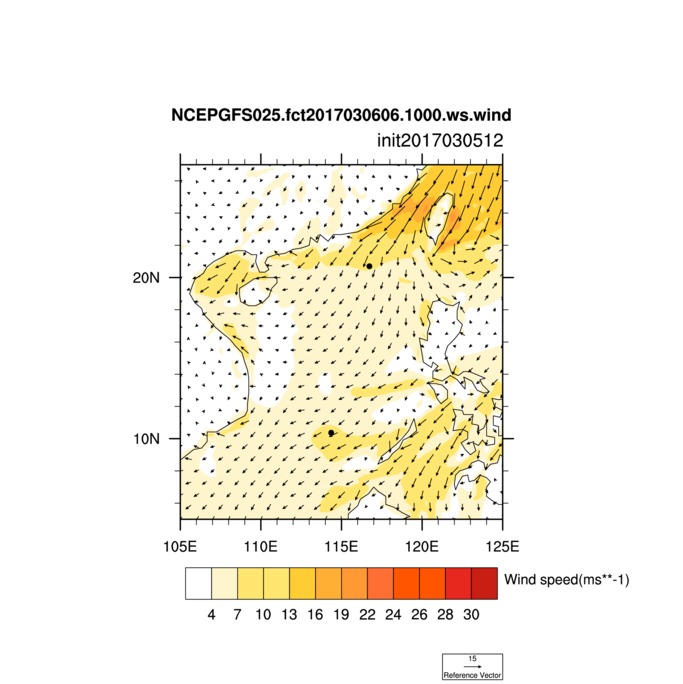 NCEPGFS025.fct2017030606.1000.ws.wind
init2017030512
20N
10N
105E 110E 115E 120E 125E
4 7 10 13 16 19 22 24 26 28 30
Wind speed(ms**-1)
15
Reference Vector